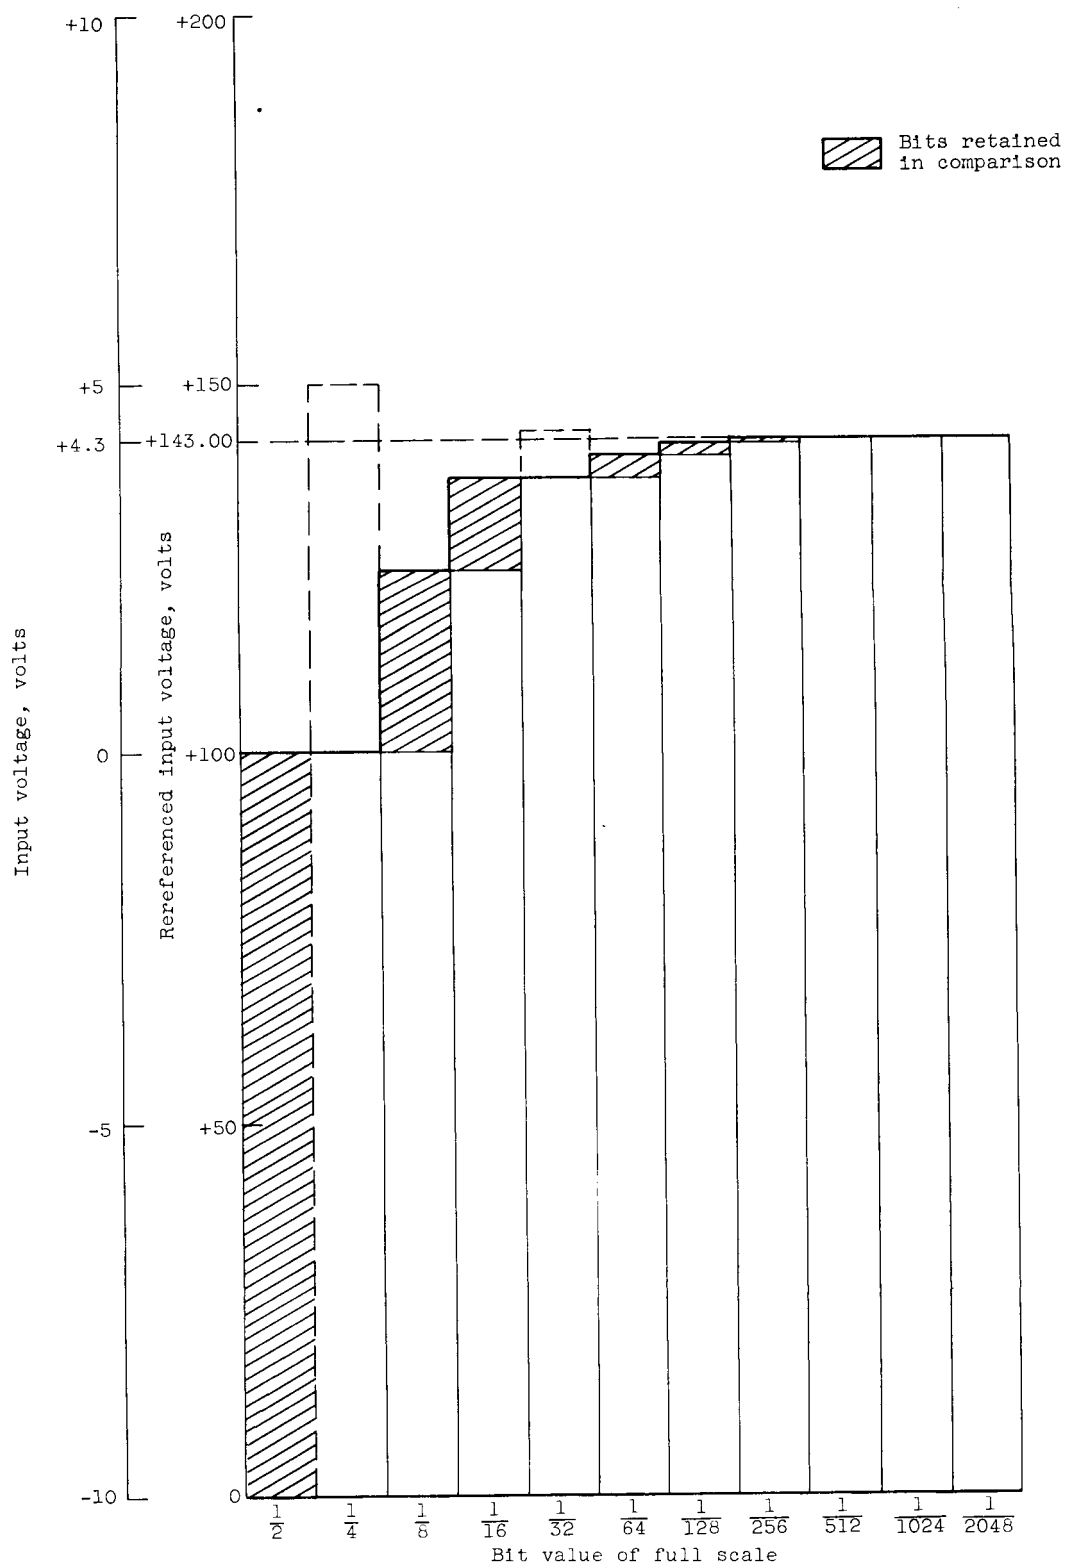 +10
+200
Bits retained
in comparison
+5
+150
+4.3
+143.00
Input voltage, volts
Rereferenced input voltage, volts
0
+100
-5
+50
-10
0
1/2 1/4 1/8 1/16 1/32 1/64 1/128 1/256 1/512 1/1024 1/2048
Bit value of full scale